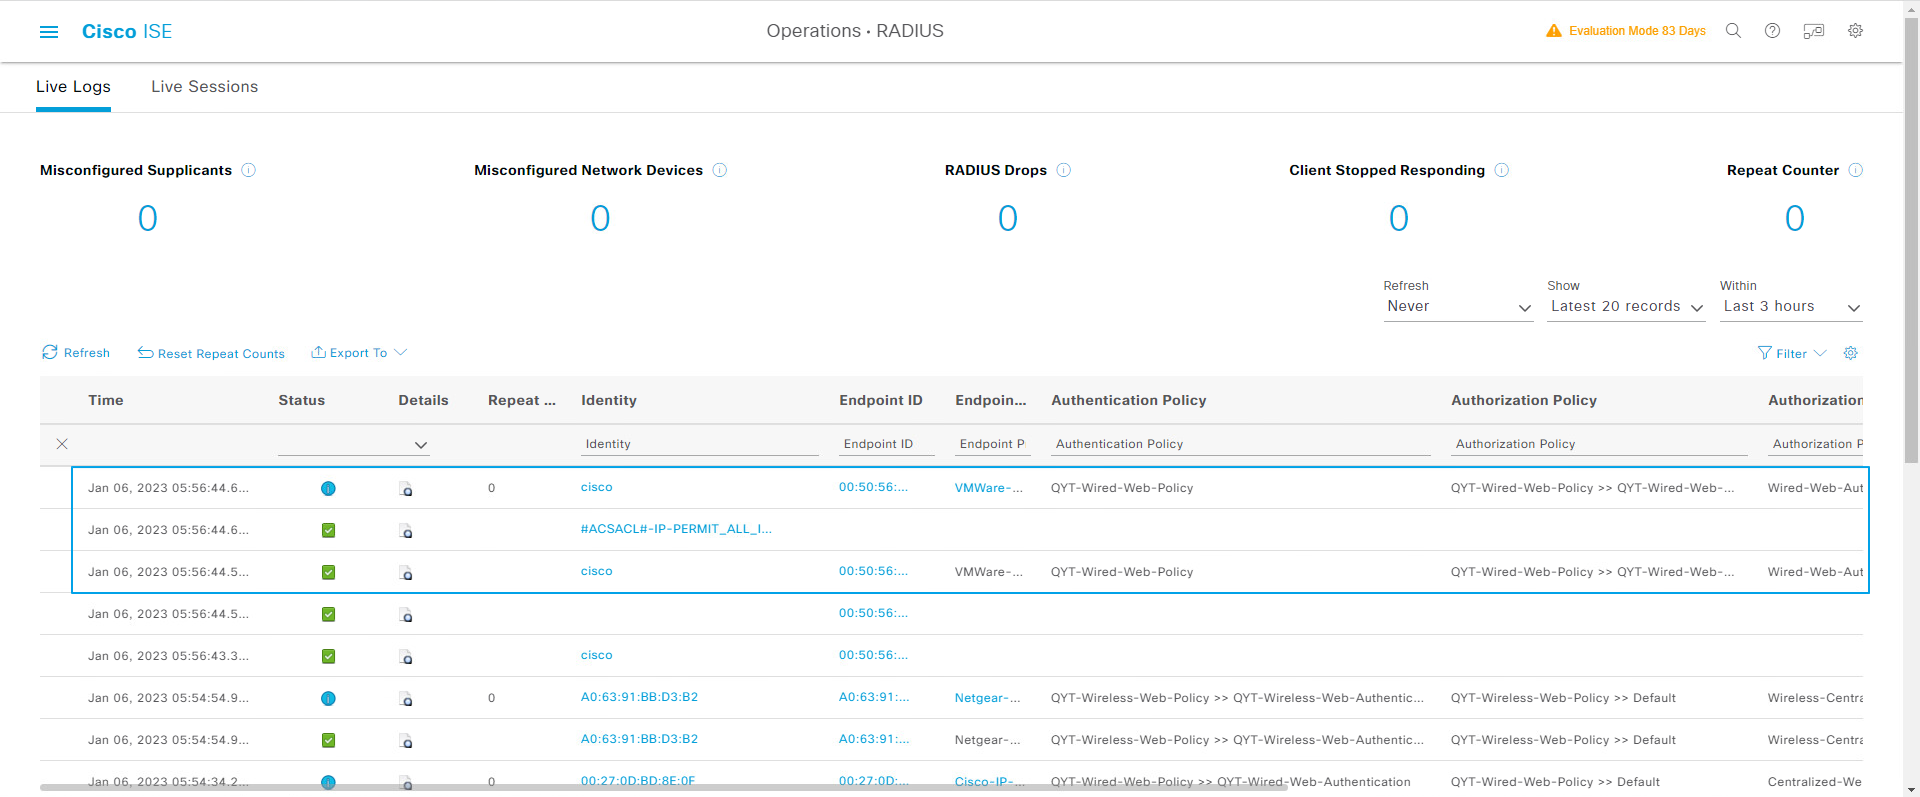 Cisco ISE
Operations · RADIUS
Evaluation Mode 83 Days
Live Logs
Live Sessions
Misconfigured Supplicants
Misconfigured Network Devices
RADIUS Drops
Client Stopped Responding
Repeat Counter
0
0
0
0
0
Refresh
Show
Within
Never
Latest 20 records
Last 3 hours
Refresh
Reset Repeat Counts
Export To
Filter
Time Status Details Repeat ... Identity Endpoint ID Endpoin... Authentication Policy Authorization Policy Authorization
Identity Endpoint ID Endpoint P Authentication Policy Authorization Policy Authorization P
Jan 06, 2023 05:56:44.6... 0 cisco 00:50:56:... VMWare-... QYT-Wired-Web-Policy QYT-Wired-Web-Policy >> QYT-Wired-Web-... Wired-Web-Aut
Jan 06, 2023 05:56:44.6... #ACSACL#-IP-PERMIT_ALL_I...
Jan 06, 2023 05:56:44.5... cisco 00:50:56:... VMWare-... QYT-Wired-Web-Policy QYT-Wired-Web-Policy >> QYT-Wired-Web-... Wired-Web-Aut
Jan 06, 2023 05:56:44.5... 00:50:56:...
Jan 06, 2023 05:56:43.3... cisco 00:50:56:...
Jan 06, 2023 05:54:54.9... 0 A0:63:91:BB:D3:B2 A0:63:91:... Netgear-... QYT-Wireless-Web-Policy >> QYT-Wireless-Web-Authentic... QYT-Wireless-Web-Policy >> Default Wireless-Centra
Jan 06, 2023 05:54:54.9... A0:63:91:BB:D3:B2 A0:63:91:... Netgear-... QYT-Wireless-Web-Policy >> QYT-Wireless-Web-Authentic... QYT-Wireless-Web-Policy >> Default Wireless-Centra
Jan 06, 2023 05:54:34.2... 0 00:27:0D:BD:8E:0F 00:27:0D:... Cisco-IP-... QYT-Wired-Web-Policy >> QYT-Wired-Web-Authentication QYT-Wired-Web-Policy >> Default Centralized-We